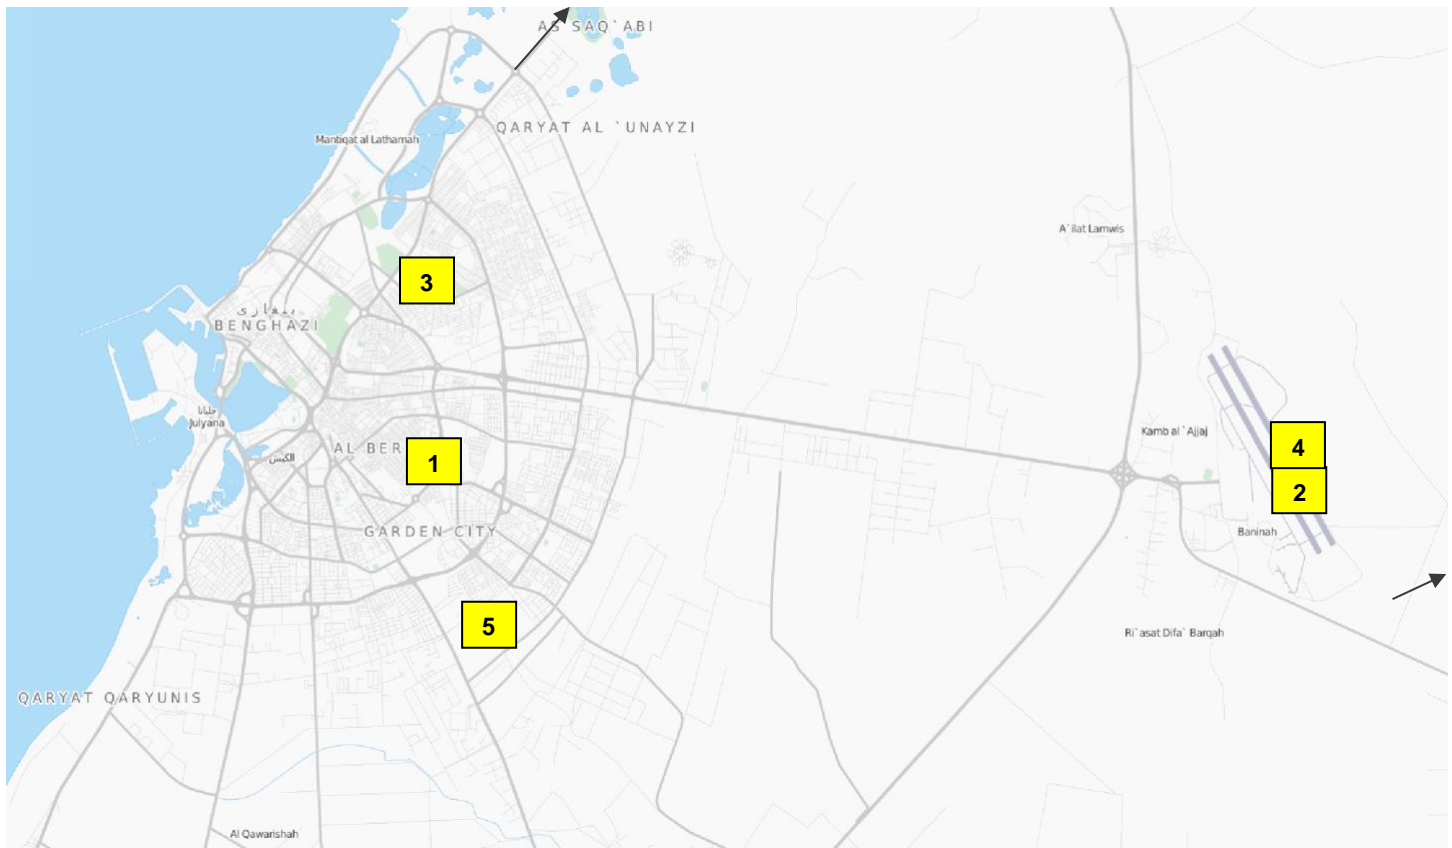 AS SAQ`ABI
QARYAT AL `UNAYZI
Mantiqat al Lathamah
A`ilat Lamwis
3
بنغازي
BENGHAZI
جليانا
Julyana
Kamb al `Ajjaj
4
AL BER
1
الكيش
2
GARDEN CITY
Baninah
5
Ri`asat Difa` Barqah
QARYAT QARYUNIS
Al Qawarishah